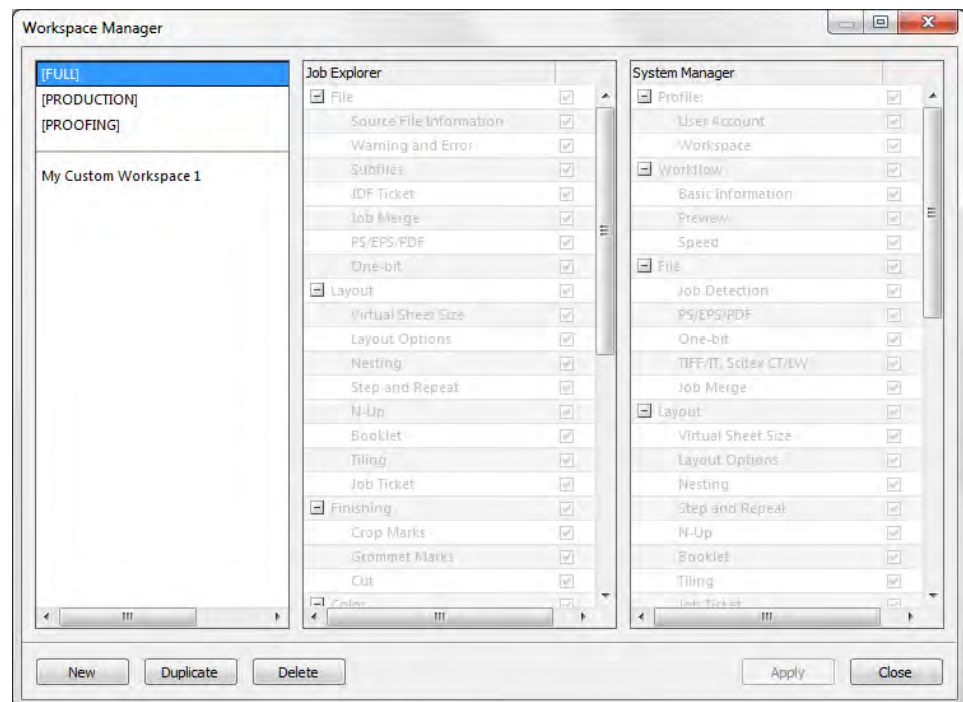 Workspace Manager
[FULL]
[PRODUCTION]
[PROOFING]
My Custom Workspace 1
Job Explorer
File
Source File Information
Warning and Error
Subfiles
JDF Ticket
Job Merge
PS/EPS/PDF
One-bit
Layout
Virtual Sheet Size
Layout Options
Nesting
Step and Repeat
N-Up
Booklet
Tiling
Job Ticket
Finishing
Crop Marks
Grommet Marks
Cut
Color
System Manager
Profile:
User Account
Workspace
Workflow
Basic Information
Preview
Speed
File
Job Detection
PS/EPS/PDF
One-bit
TIFF/IT, Scitex CT/LW
Job Merge
Layout
Virtual Sheet Size
Layout Options
Nesting
Step and Repeat
N-Up
Booklet
Tiling
Job Ticket
New
Duplicate
Delete
Apply
Close